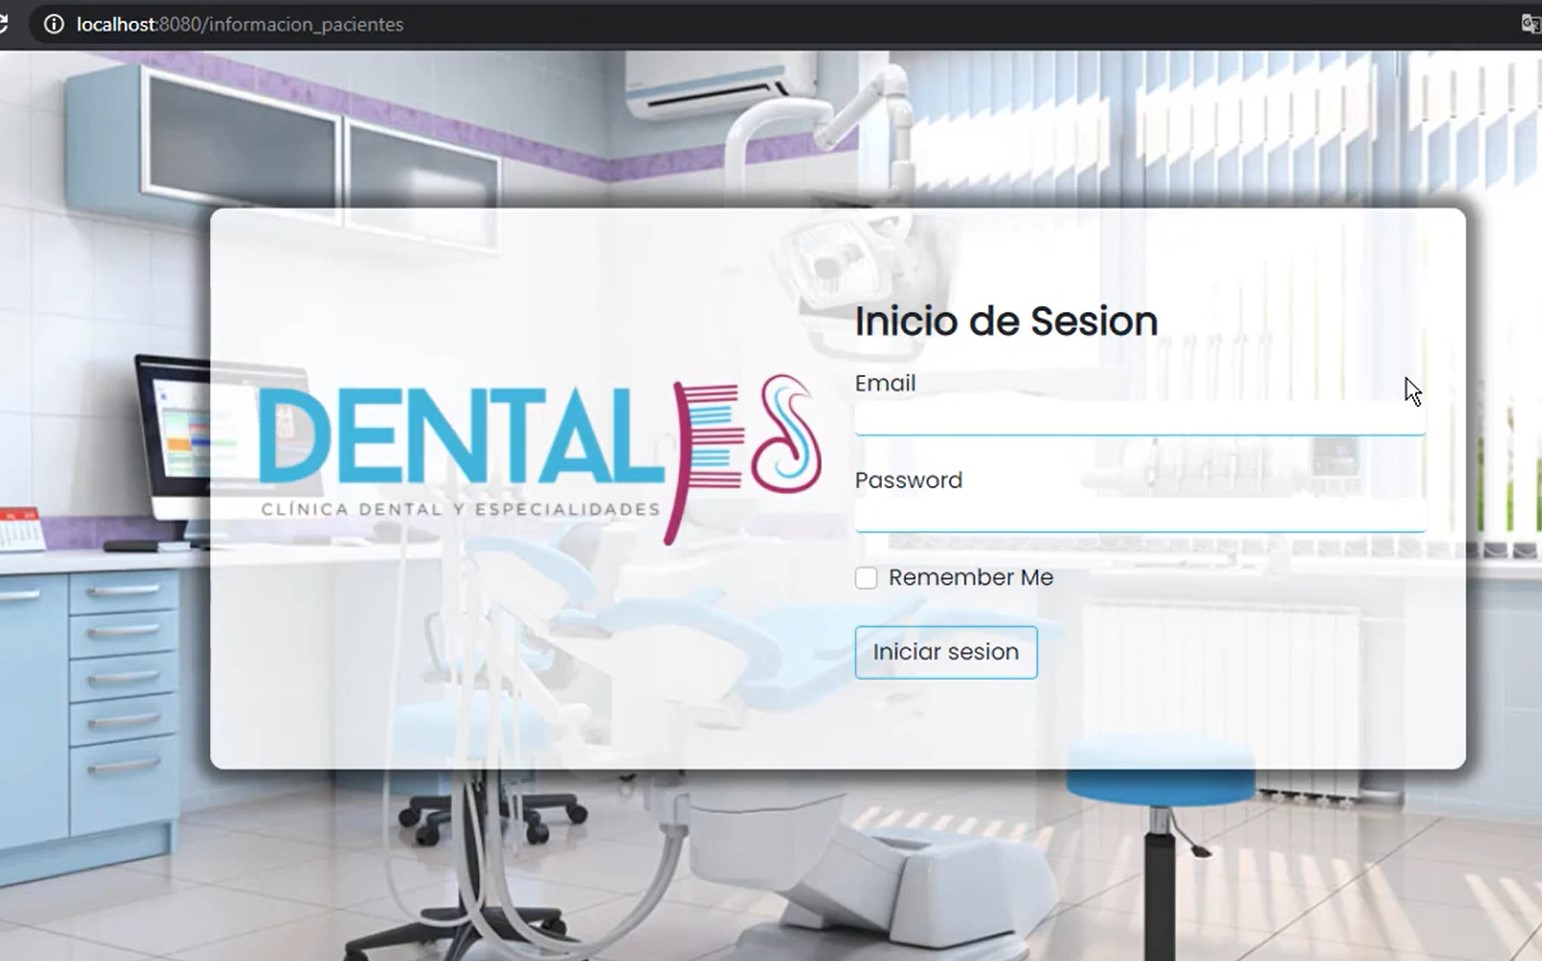 localhost:8080/informacion_pacientes
Inicio de Sesion
Email
DENTALES
CLÍNICA DENTAL Y ESPECIALIDADES
Password
Remember Me
Iniciar sesion